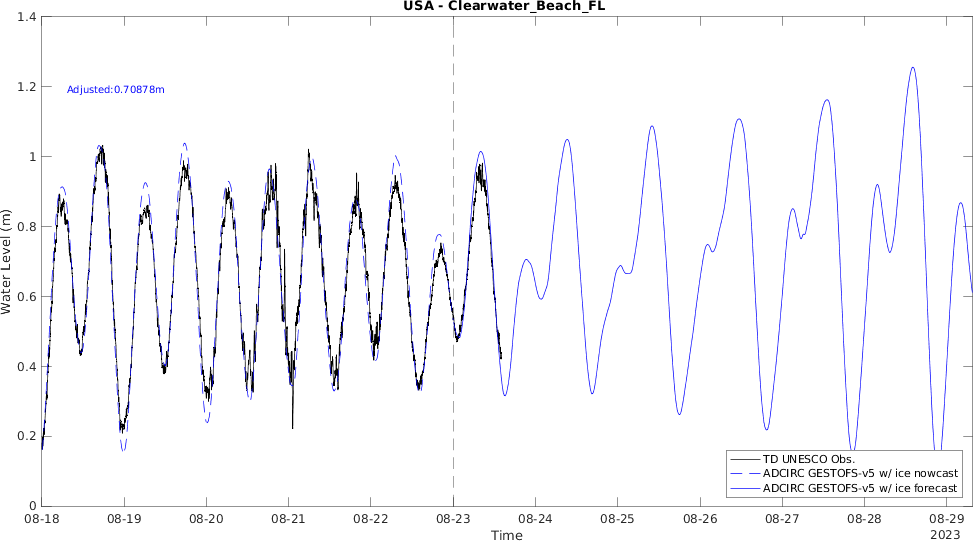 USA - Clearwater_Beach_FL
1.4
1.2
1
0.8
0.6
0.4
0.2
0
Water Level (m)
Adjusted:0.70878m
TD UNESCO Obs.
ADCIRC GESTOFS-v5 w/ ice nowcast
ADCIRC GESTOFS-v5 w/ ice forecast
08-18 08-19 08-20 08-21 08-22 08-23 08-24 08-25 08-26 08-27 08-28 08-29
2023
Time